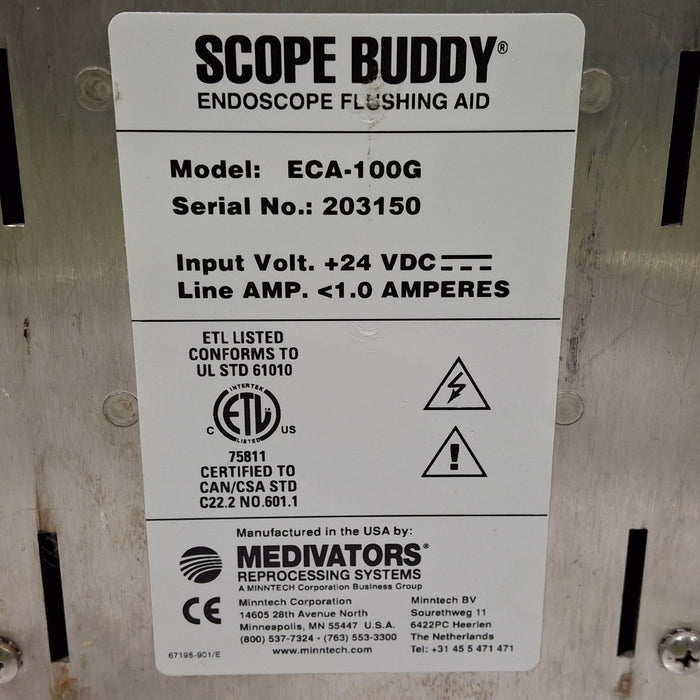 SCOPE BUDDY®
ENDOSCOPE FLUSHING AID
Model: ECA-100G
Serial No.: 203150
Input Volt. +24 VDC
Line AMP. <1.0 AMPERES
ETL LISTED
CONFORMS TO
UL STD 61010
INTERTEK
ETL
C US
LISTED
75811
CERTIFIED TO
CAN/CSA STD
C22.2 NO.601.1
Manufactured in the USA by:
MEDIVATORS®
REPROCESSING SYSTEMS
A MINNTECH Corporation Business Group
CE
Minntech Corporation
14605 28th Avenue North
Minneapolis, MN 55447 U.S.A.
(800) 537-7324 • (763) 553-3300
www.minntech.com
Minntech BV
Sourethweg 11
6422PC Heerlen
The Netherlands
Tel: +31 45 5 471 471
67198-901/E